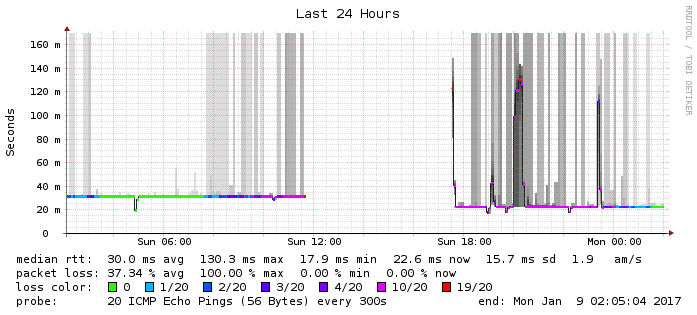 Last 24 Hours
RRDTOOL / TOBI OETIKER
Seconds
160 m
140 m
120 m
100 m
80 m
60 m
40 m
20 m
0
Sun 06:00 Sun 12:00 Sun 18:00 Mon 00:00
median rtt: 30.0 ms avg 130.3 ms max 17.9 ms min 22.6 ms now 15.7 ms sd 1.9 am/s
packet loss: 37.34 % avg 100.00 % max 0.00 % min 0.00 % now
loss color: 0 1/20 2/20 3/20 4/20 10/20 19/20
probe: 20 ICMP Echo Pings (56 Bytes) every 300s end: Mon Jan 9 02:05:04 2017